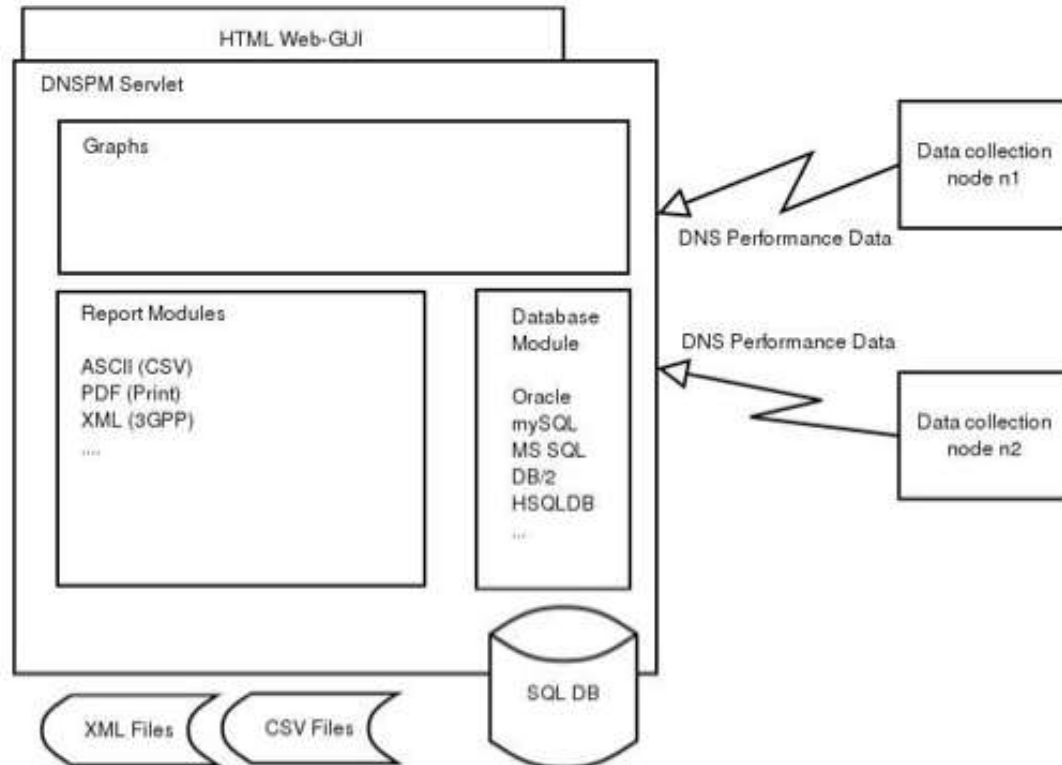 HTML Web-GUI
DNSPM Servlet
Graphs
Report Modules
ASCII (CSV)
PDF (Print)
XML (3GPP)
....
Database
Module
Oracle
mySQL
MS SQL
DB/2
HSQLDB
...
SQL DB
XML Files
CSV Files
Data collection
node n1
DNS Performance Data
DNS Performance Data
Data collection
node n2